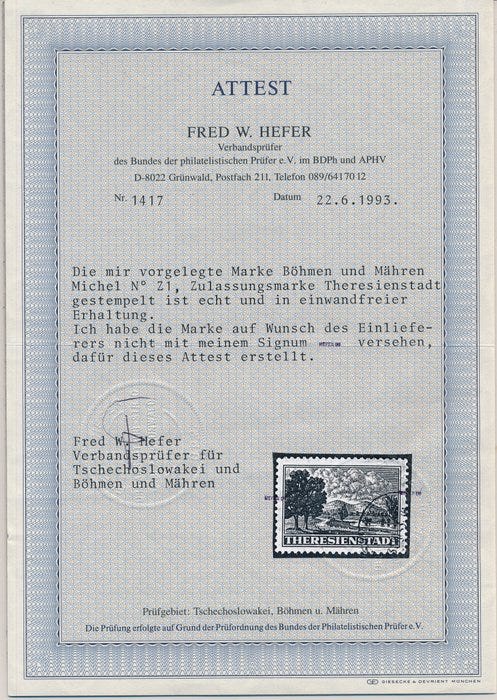 ATTEST
FRED W. HEFER
Verbandsprüfer
des Bundes der philatelistischen Prüfer e.V. im BDPh und APHV
D-8022 Grünwald, Postfach 211, Telefon 089/6417012
Nr. 1417 Datum 22.6.1993.
Die mir vorgelegte Marke Böhmen und Mähren
Michel N° Z1, Zulassungsmarke Theresienstadt
gestempelt ist echt und in einwandfreier
Erhaltung.
Ich habe die Marke auf Wunsch des Einliefe-
rers nicht mit meinem Signum versehen,
dafür dieses Attest erstellt.
Fred W. Hefer
Verbandsprüfer für
Tschechoslowakei und
Böhmen und Mähren
THERESIENSTADT
Prüfgebiet: Tschechoslowakei, Böhmen u. Mähren
Die Prüfung erfolgte auf Grund der Prüfordnung des Bundes der Philatelistischen Prüfer e.V.
GIESECKE & DEVRIENT MÜNCHEN